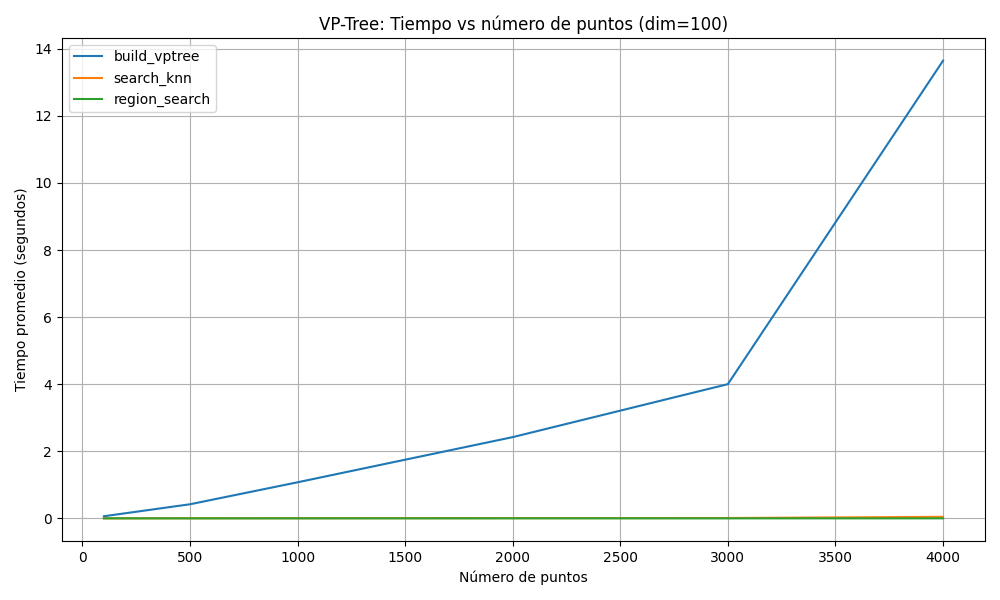 VP-Tree: Tiempo vs número de puntos (dim=100)
build_vptree
search_knn
region_search
Tiempo promedio (segundos)
14
12
10
8
6
4
2
0
0 500 1000 1500 2000 2500 3000 3500 4000
Número de puntos